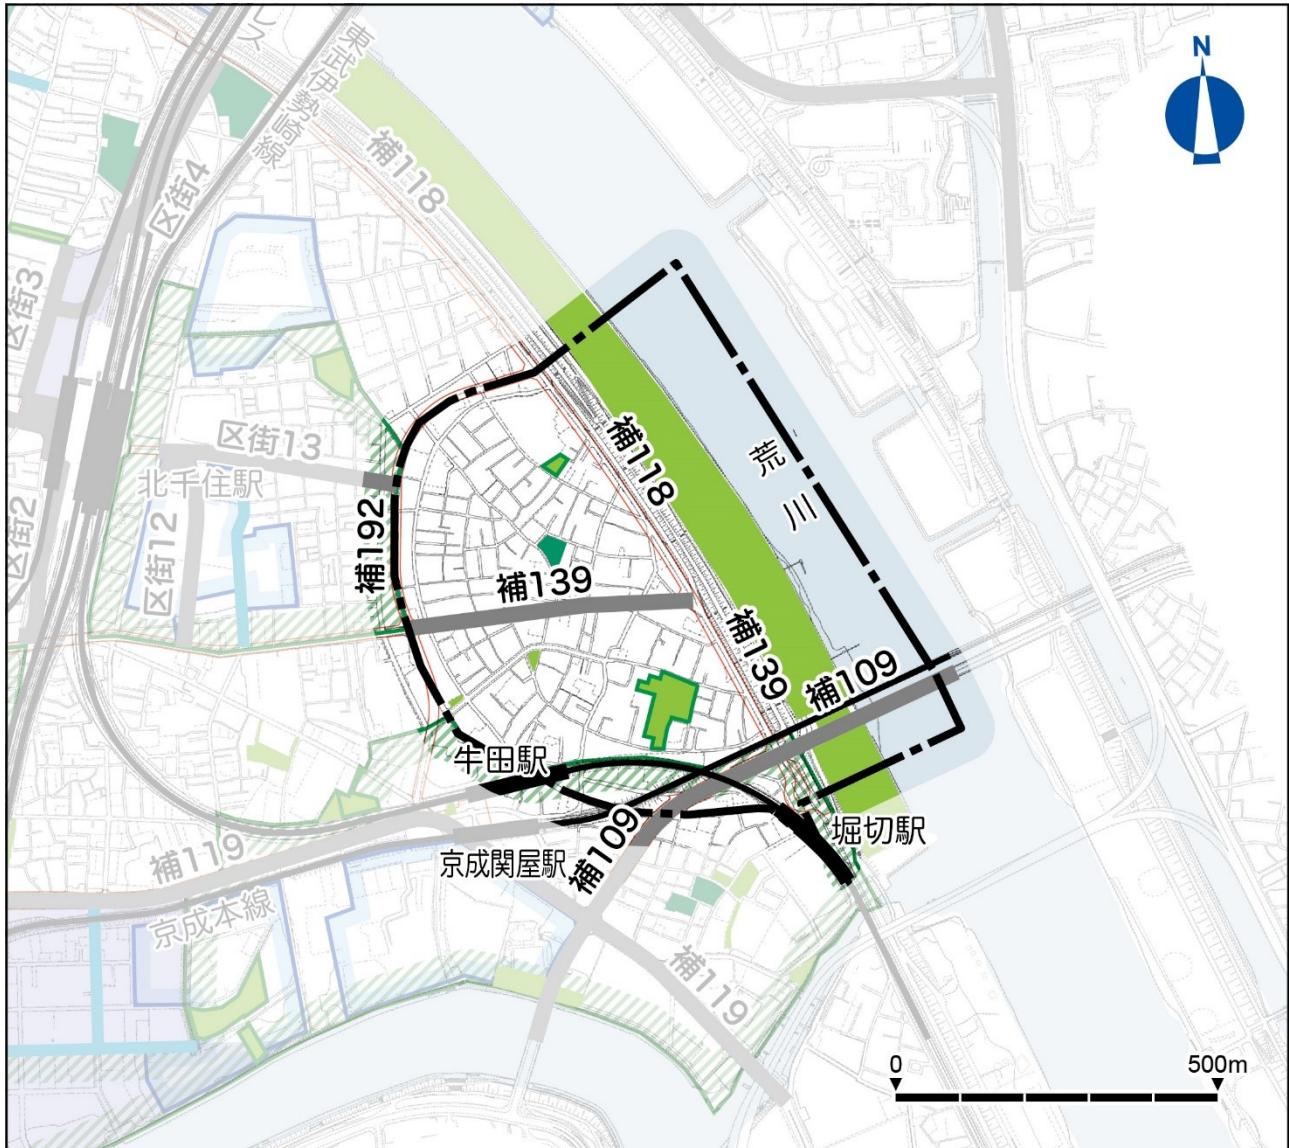 N
レス
東武伊勢崎線
補118
区街4
区街3
区街13
北千住駅
区街2
区街12
補192
補118
荒川
補139
補139
補109
牛田駅
堀切駅
京成関屋駅
補109
補119
京成本線
補119
0 500m